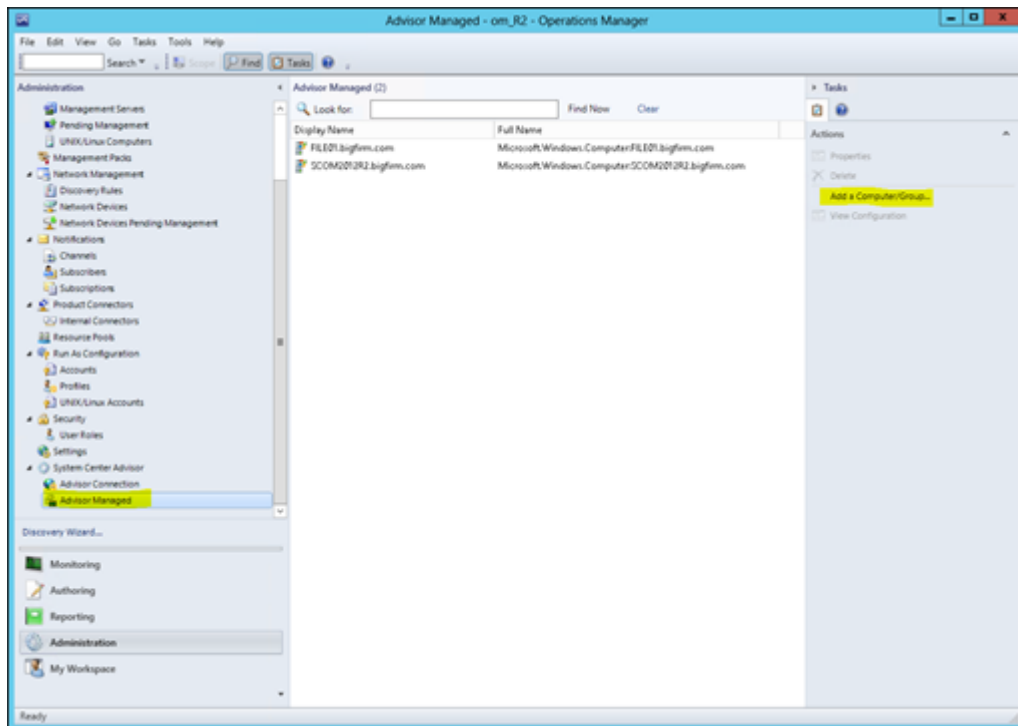 Advisor Managed - om_R2 - Operations Manager
File Edit View Go Tasks Tools Help
Search Scope Find Tasks
Administration
Management Servers
Pending Management
UNIX/Linux Computers
Management Packs
Network Management
Discovery Rules
Network Devices
Network Devices Pending Management
Notifications
Channels
Subscribers
Subscriptions
Product Connectors
Internal Connectors
Resource Pools
Run As Configuration
Accounts
Profiles
UNIX/Linux Accounts
Security
User Roles
Settings
System Center Advisor
Advisor Connection
Advisor Managed
Discovery Wizard...
Monitoring
Authoring
Reporting
Administration
My Workspace
Advisor Managed (2)
Look for: Find Now Clear
Display Name Full Name
FILE01.bigfirm.com Microsoft.Windows.Computer:FILE01.bigfirm.com
SCOM2012R2.bigfirm.com Microsoft.Windows.Computer:SCOM2012R2.bigfirm.com
Tasks
Actions
Properties
Delete
Add a Computer/Group...
View Configuration
Ready